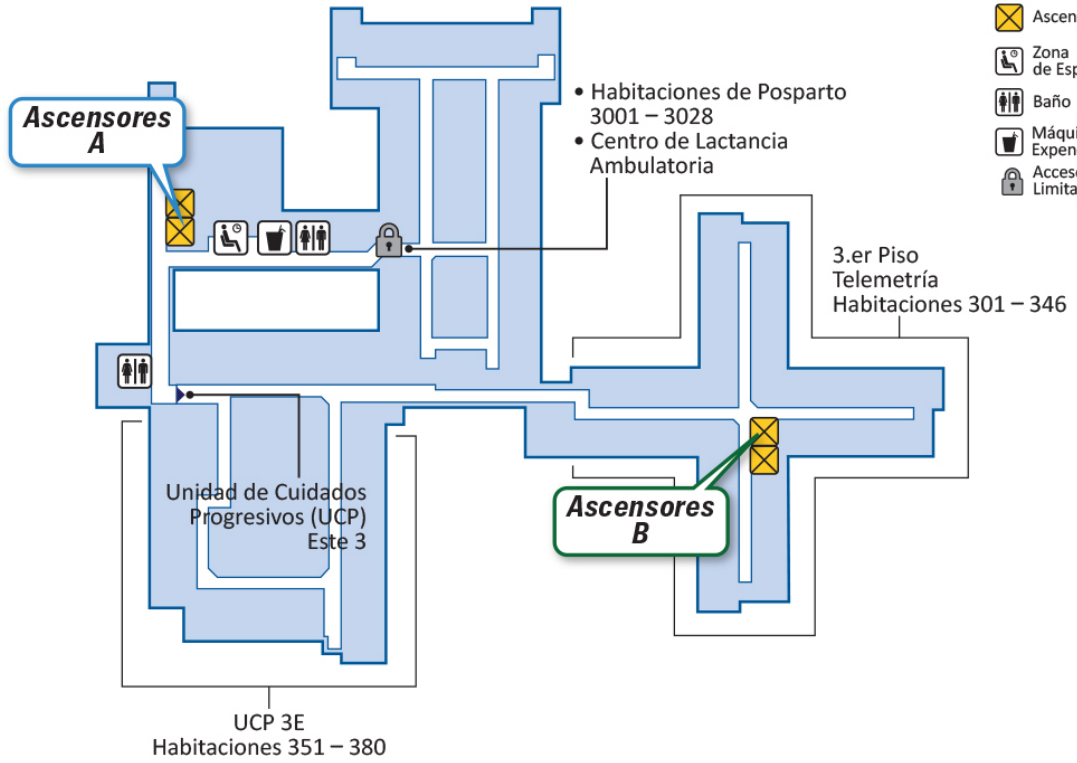 Ascensores
A
• Habitaciones de Posparto
3001 – 3028
• Centro de Lactancia
Ambulatoria
Zona
Baño
3.er Piso
Telemetría
Habitaciones 301 – 346
Unidad de Cuidados
Progresivos (UCP)
Este 3
Ascensores
B
UCP 3E
Habitaciones 351 – 380